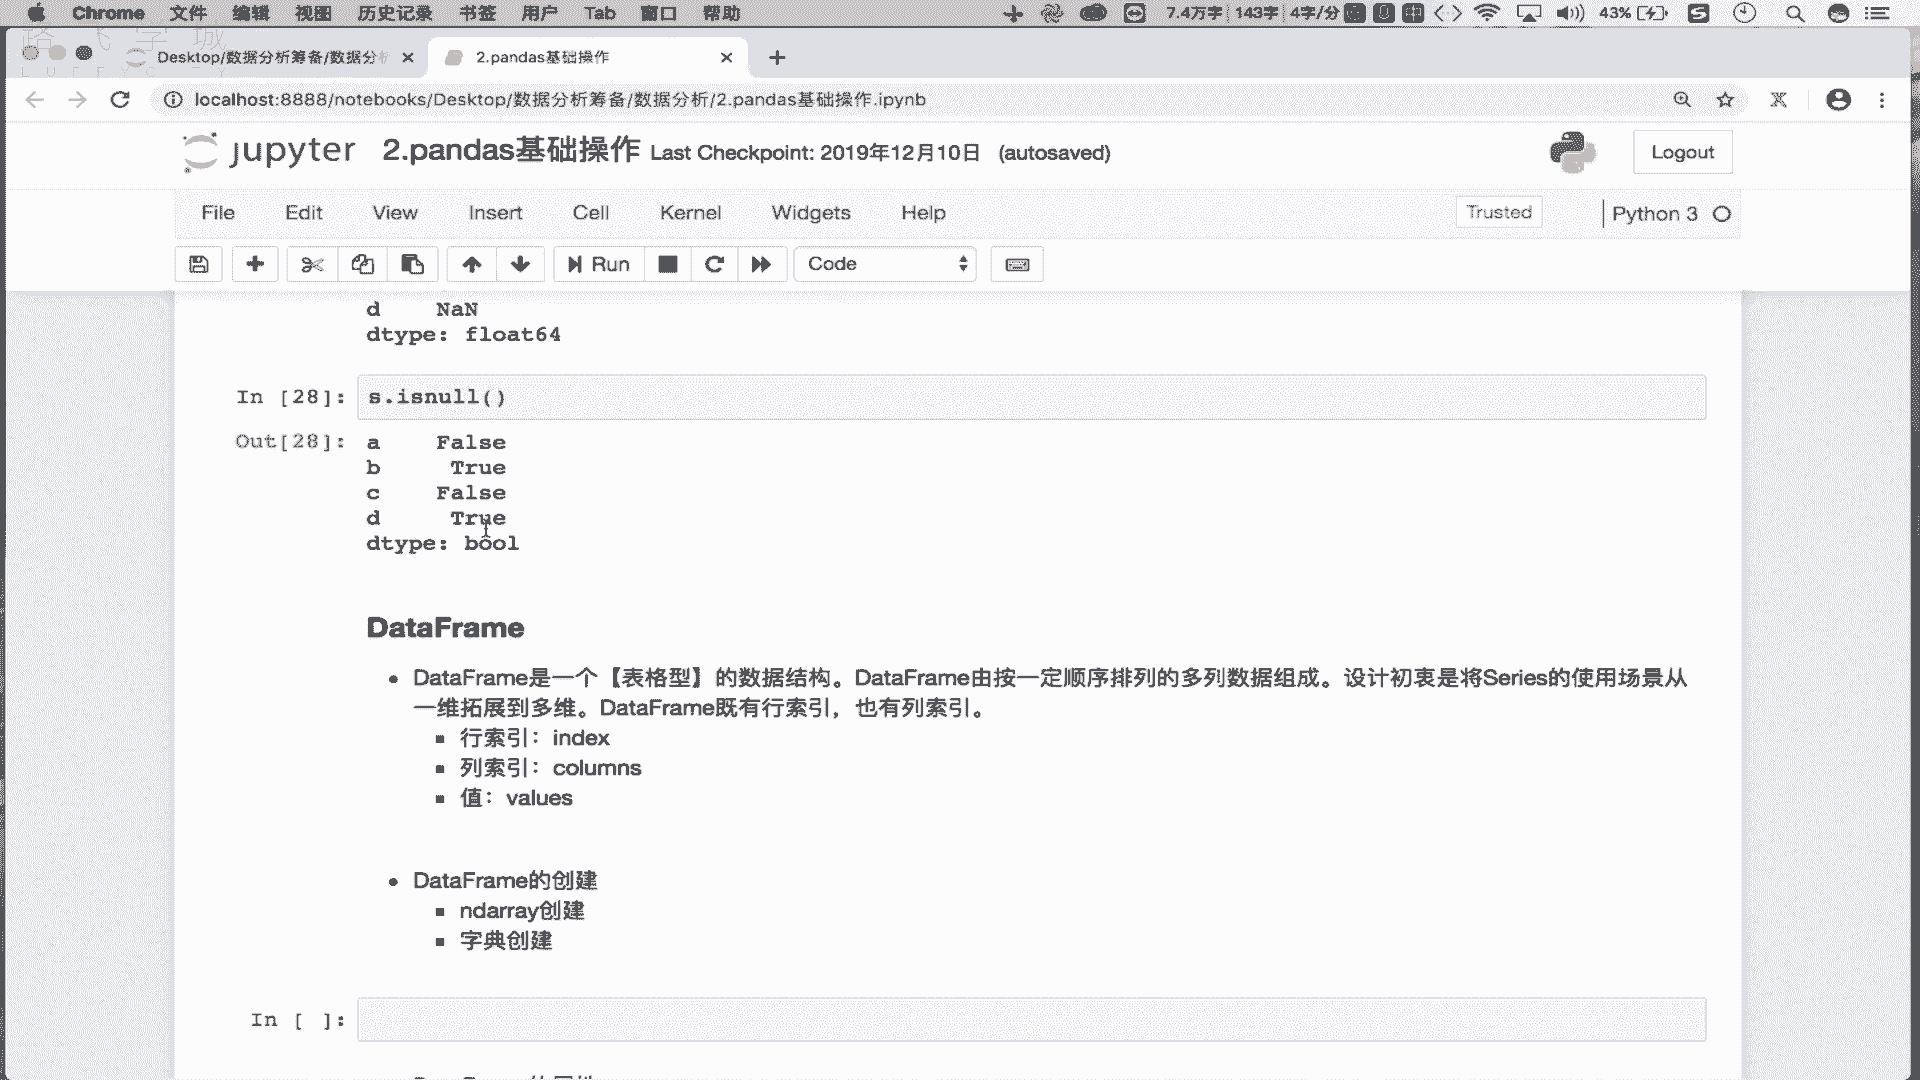 Chrome 文件 编辑 视图 历史记录 书签 用户 Tab 窗口 帮助 7.4万字 143字 4字/分 43%
路飞学城
Desktop/数据分析筹备/数据分析 2.pandas基础操作
localhost:8888/notebooks/Desktop/数据分析筹备/数据分析/2.pandas基础操作.ipynb
jupyter 2.pandas基础操作 Last Checkpoint: 2019年12月10日 (autosaved) Logout
File Edit View Insert Cell Kernel Widgets Help Trusted Python 3
Run Code
d NaN
dtype: float64
In [28]: s.isnull()
Out[28]: a False
b True
c False
d True
dtype: bool
DataFrame
DataFrame是一个【表格型】的数据结构。DataFrame由按一定顺序排列的多列数据组成。设计初衷是将Series的使用场景从
一维拓展到多维。DataFrame既有行索引，也有列索引。
行索引：index
列索引：columns
值：values
DataFrame的创建
ndarray创建
字典创建
In [ ]: